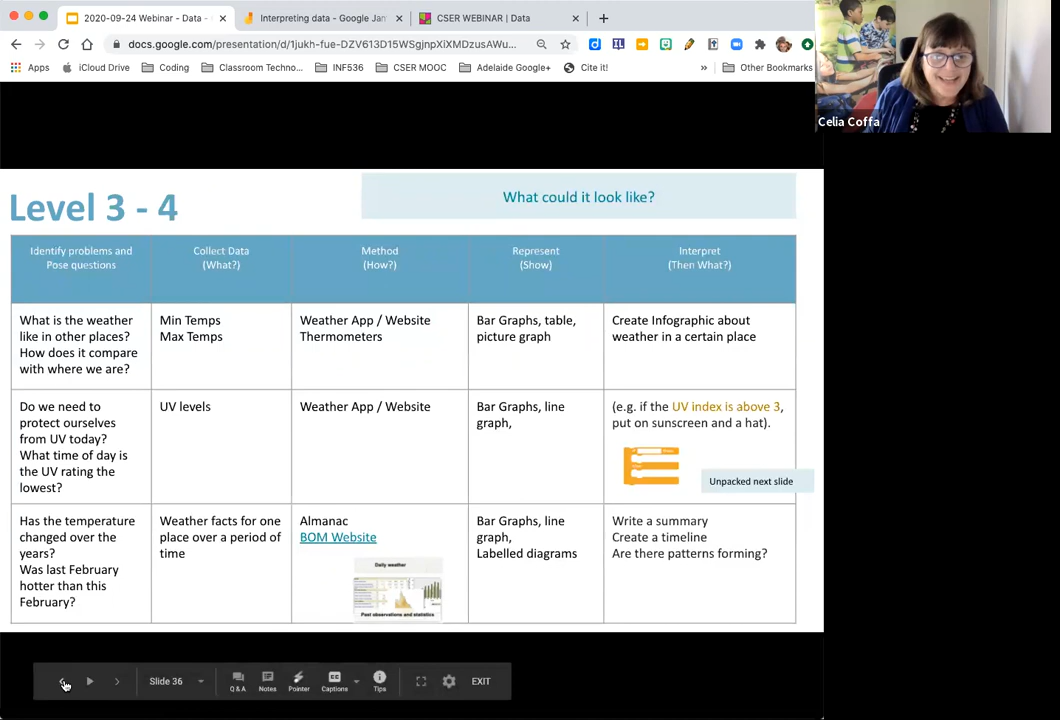 2020-09-24 Webinar - Data -
Interpreting data - Google Jam
CSER WEBINAR | Data
docs.google.com/presentation/d/1jukh-fue-DZV613D15WSgjnpXiXMDzusAWu...
Apps
iCloud Drive
Coding
Classroom Techno...
INF536
CSER MOOC
Adelaide Google+
Cite it!
»
Other Bookmarks
Celia Coffa
Level 3 - 4
What could it look like?
Identify problems and
Pose questions
Collect Data
(What?)
Method
(How?)
Represent
(Show)
Interpret
(Then What?)
What is the weather
like in other places?
How does it compare
with where we are?
Min Temps
Max Temps
Weather App / Website
Thermometers
Bar Graphs, table,
picture graph
Create Infographic about
weather in a certain place
Do we need to
protect ourselves
from UV today?
What time of day is
the UV rating the
lowest?
UV levels
Weather App / Website
Bar Graphs, line
graph,
(e.g. if the UV index is above 3,
put on sunscreen and a hat).
Unpacked next slide
Has the temperature
changed over the
years?
Was last February
hotter than this
February?
Weather facts for one
place over a period of
time
Almanac
BOM Website
Daily weather
Past observations and statistics
Bar Graphs, line
graph,
Labelled diagrams
Write a summary
Create a timeline
Are there patterns forming?
Slide 36
Q & A
Notes
Pointer
Captions
Tips
EXIT